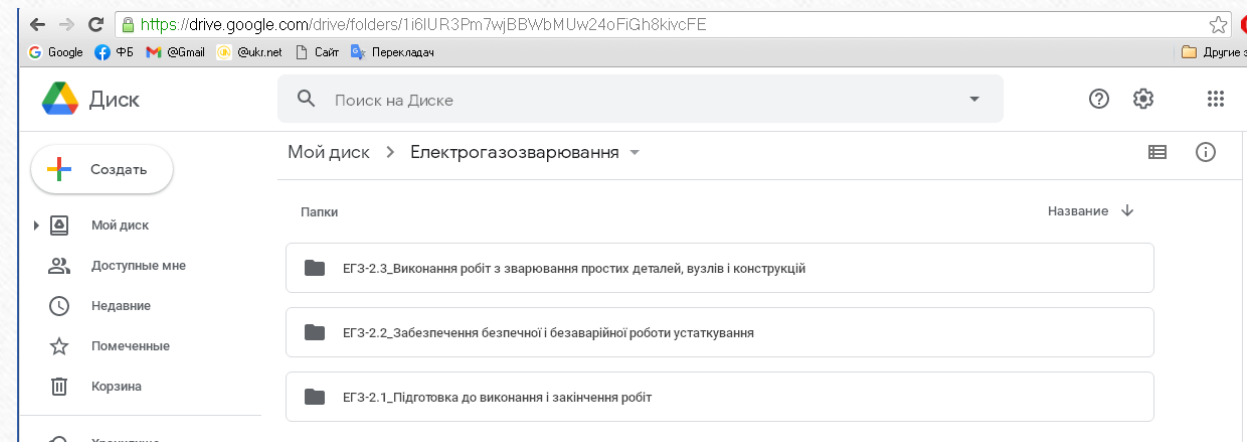 https://drive.google.com/drive/folders/1i6IUR3Pm7wjBBWbMUw24oFiGh8kivcFE
Google ФБ @Gmail @ukr.net Сайт Перекладач Другие з
Диск
Поиск на Диске
Мой диск > Електрогазозварювання
Создать
Папки
Название
Мой диск
ЕГЗ-2.3_Виконання робіт з зварювання простих деталей, вузлів і конструкцій
Доступные мне
Недавние
ЕГЗ-2.2_Забезпечення безпечної і безаварійної роботи устаткування
Помеченные
Корзина
ЕГЗ-2.1_Підготовка до виконання і закінчення робіт